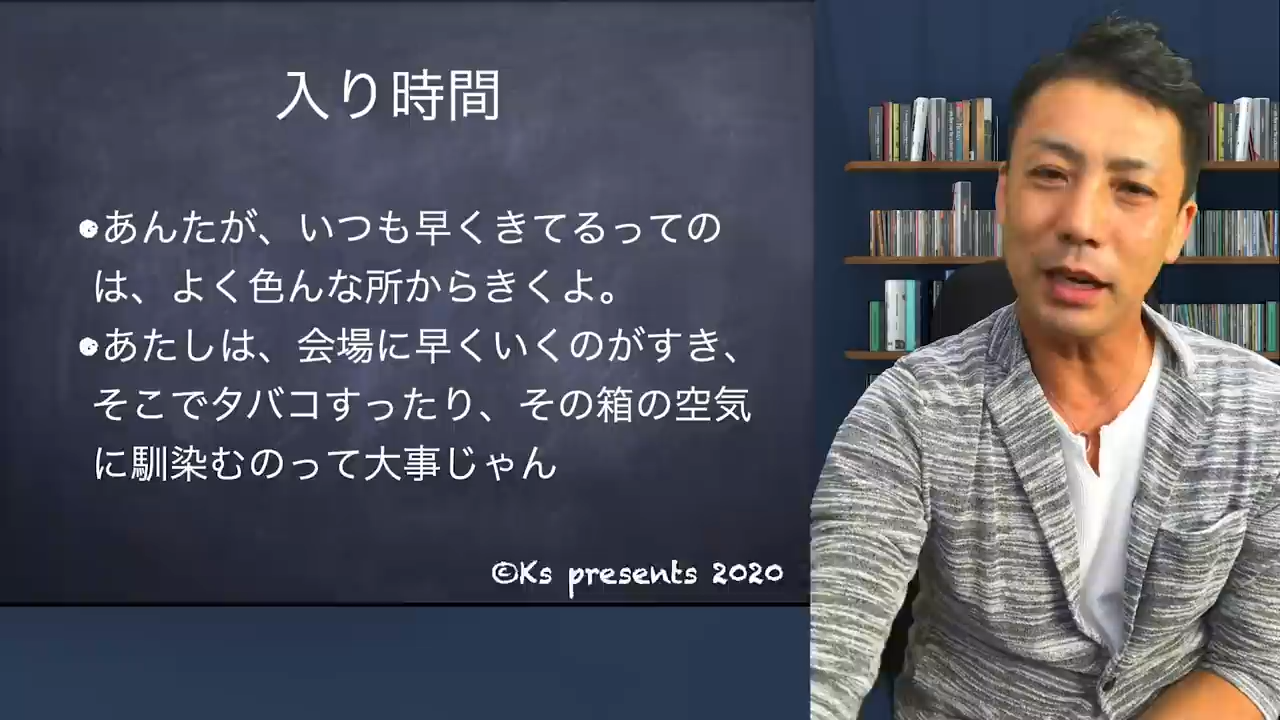 入り時間
●あんたが、いつも早くきてるっての
は、よく色んな所からきくよ。
●あたしは、会場に早くいくのがすき、
そこでタバコすったり、その箱の空気
に馴染むのって大事じゃん
©Ks presents 2020